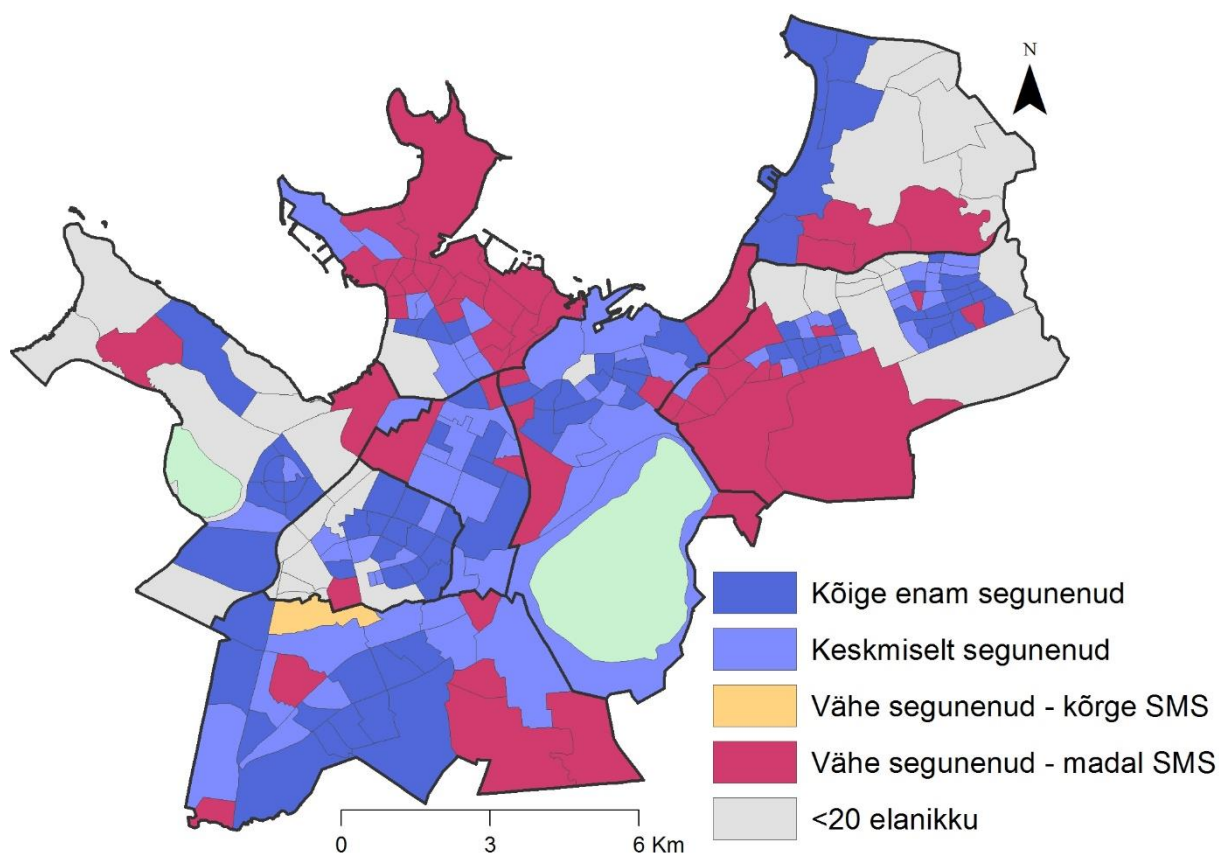 N
Kõige enam segunenud
Keskmiselt segunenud
Vähe segunenud - kõrge SMS
Vähe segunenud - madal SMS
<20 elanikku
0 3 6 Km